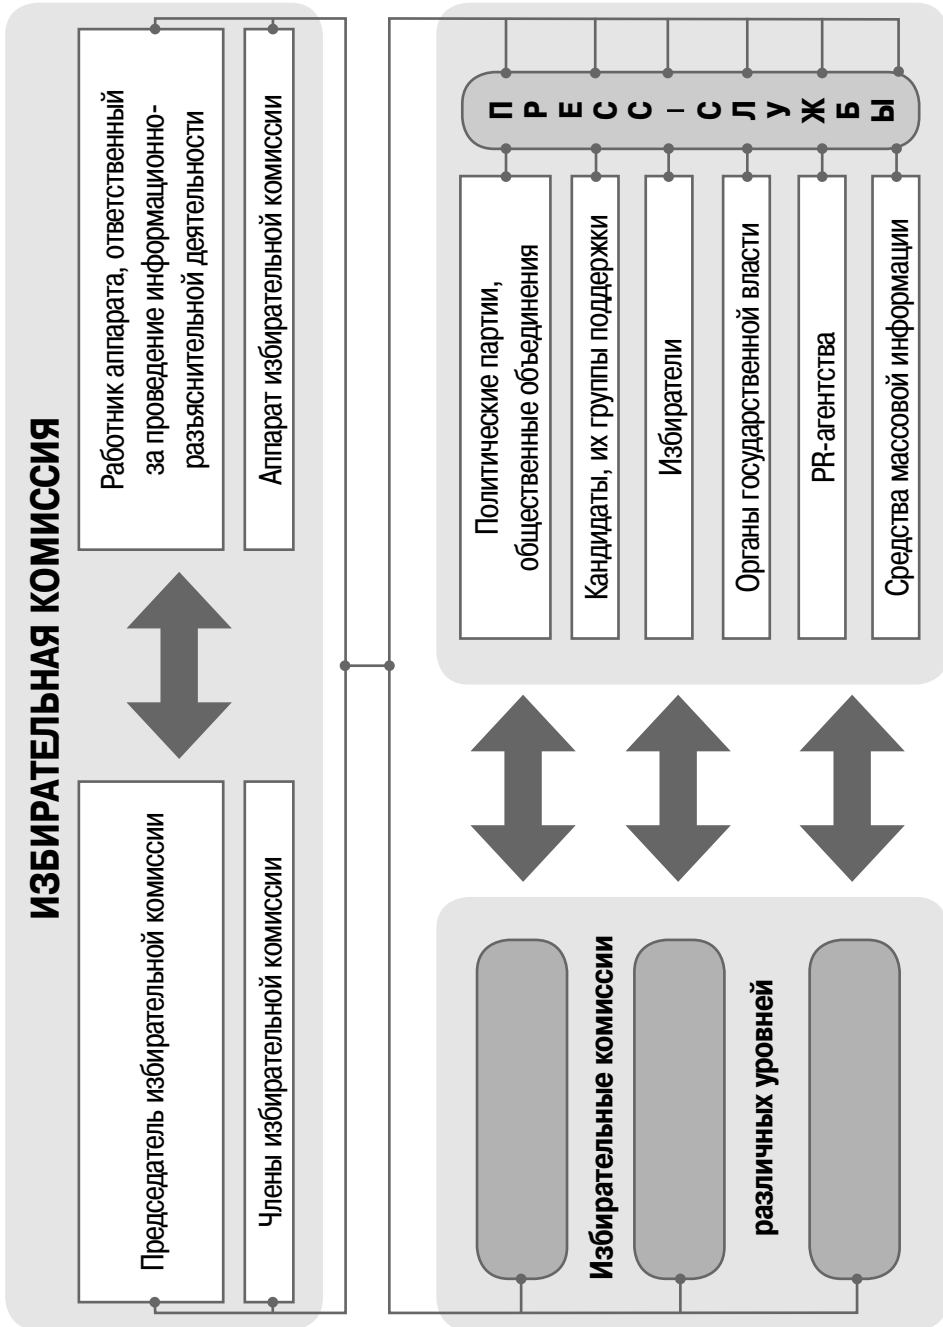 ИЗБИРАТЕЛЬНАЯ КОМИССИЯ
Председатель избирательной комиссии
Члены избирательной комиссии
Работник аппарата, ответственный
за проведение информационно-
разъяснительной деятельности
Аппарат избирательной комиссии
Избирательные комиссии
различных уровней
Политические партии,
общественные объединения
Кандидаты, их группы поддержки
Избиратели
Органы государственной власти
PR-агентства
Средства массовой информации
ПРЕСС–СЛУЖБЫ